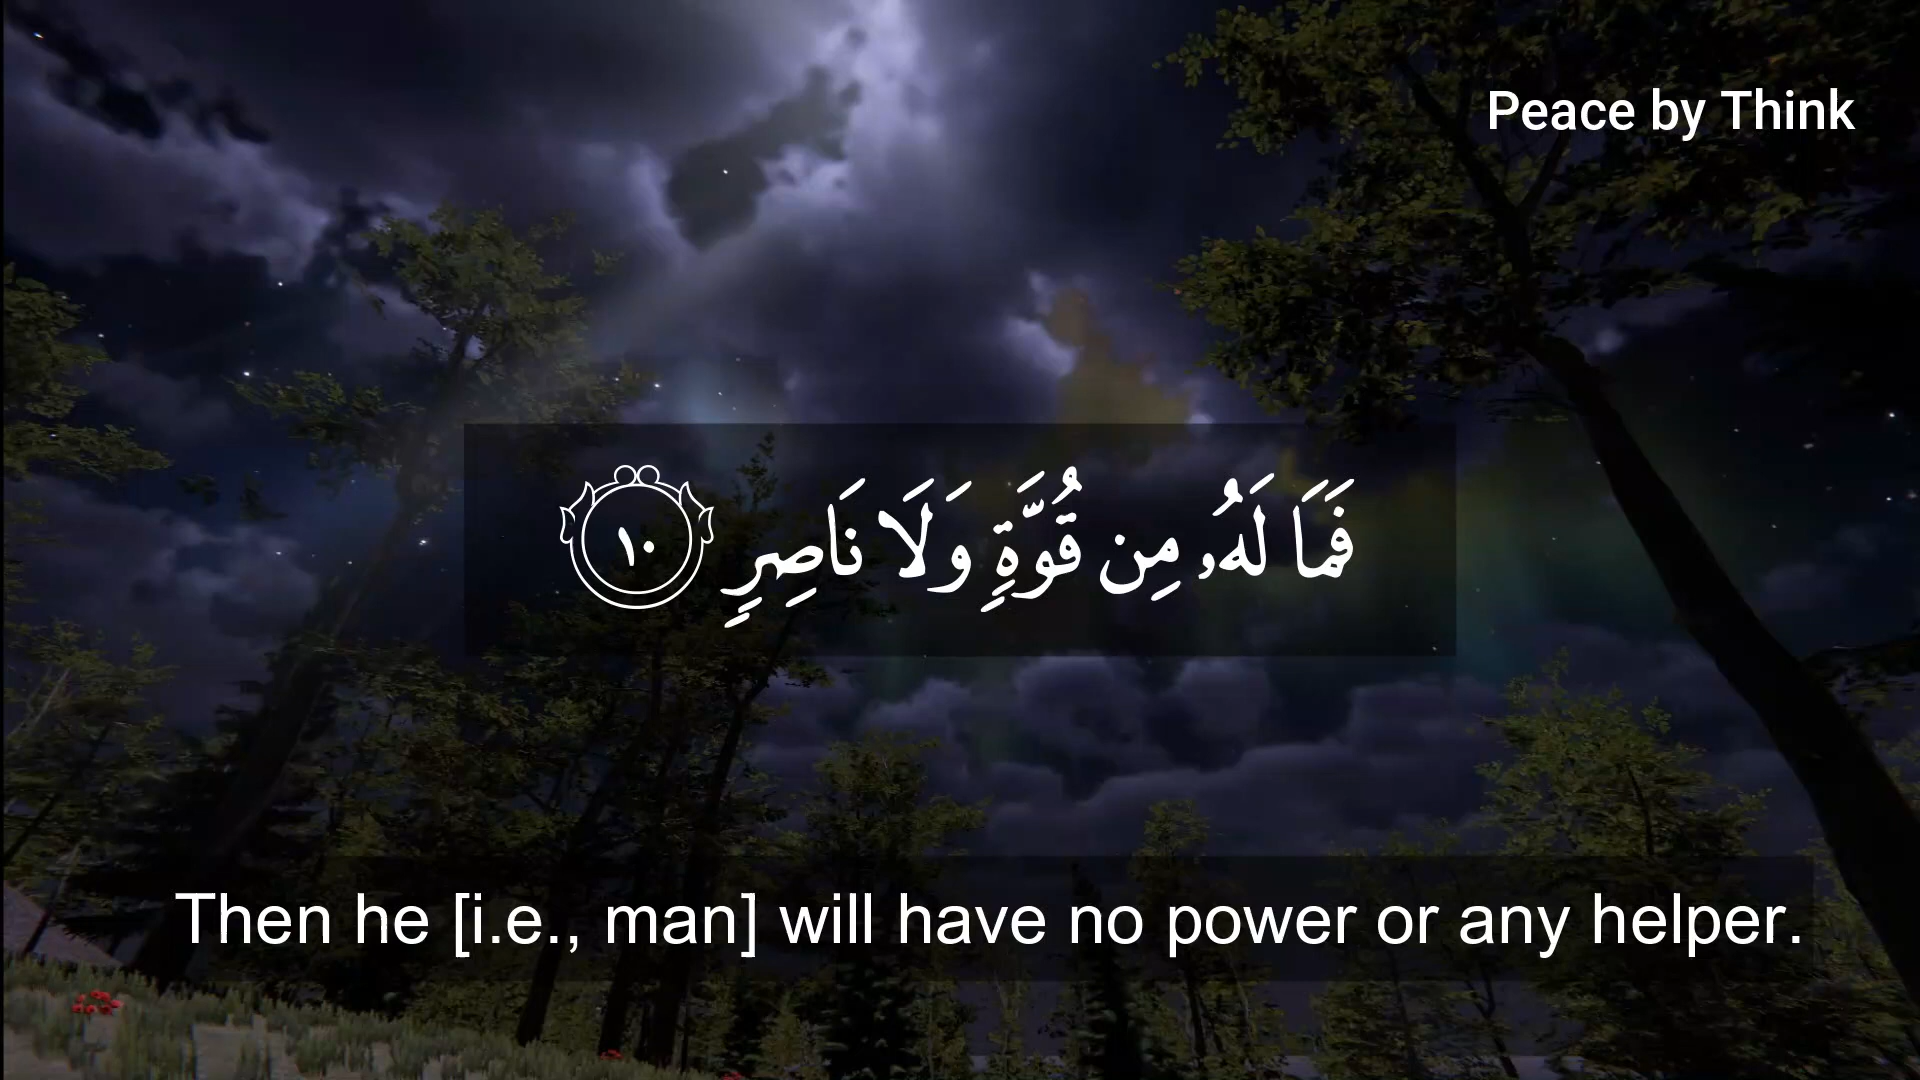 Peace by Think
فَمَا لَهُۥ مِن قُوَّةٍ وَلَا نَاصِرٍ ١٠
Then he [i.e., man] will have no power or any helper.